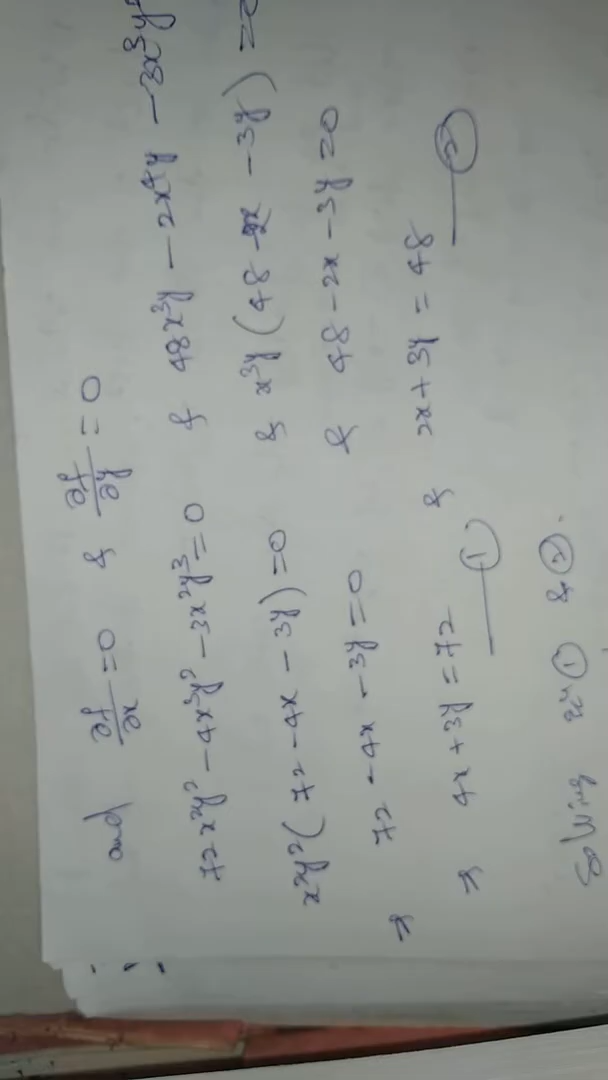 and ∂f/∂x = 0 & ∂f/∂y = 0
72x²y² - 4x³y² - 3x²y³ = 0 & 48x³y - 2x⁴y - 3x³y²
x²y² (72 - 4x - 3y) = 0 & x³y (48 - 2x - 3y) =
⇒ 72 - 4x - 3y = 0 & 48 - 2x - 3y = 0
⇒ 4x + 3y = 72 —① & 2x + 3y = 48 —②
Solving ① & ②.